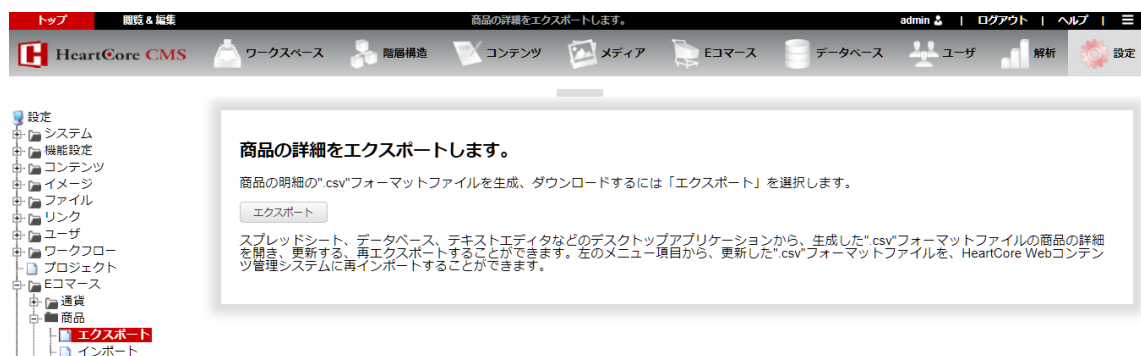 トップ 閲覧 & 編集 商品の詳細をエクスポートします。 admin | ログアウト | ヘルプ |
HeartCore CMS ワークスペース 階層構造 コンテンツ メディア Eコマース データベース ユーザ 解析 設定
設定
システム
機能設定
コンテンツ
イメージ
ファイル
リンク
ユーザ
ワークフロー
プロジェクト
Eコマース
通貨
商品
エクスポート
インポート
商品の詳細をエクスポートします。
商品の明細の".csv"フォーマットファイルを生成、ダウンロードするには「エクスポート」を選択します。
エクスポート
スプレッドシート、データベース、テキストエディタなどのデスクトップアプリケーションから、生成した".csv"フォーマットファイルの商品の詳細
を開き、更新する、再エクスポートすることができます。左のメニュー項目から、更新した".csv"フォーマットファイルを、HeartCore Webコンテン
ツ管理システムに再インポートすることができます。